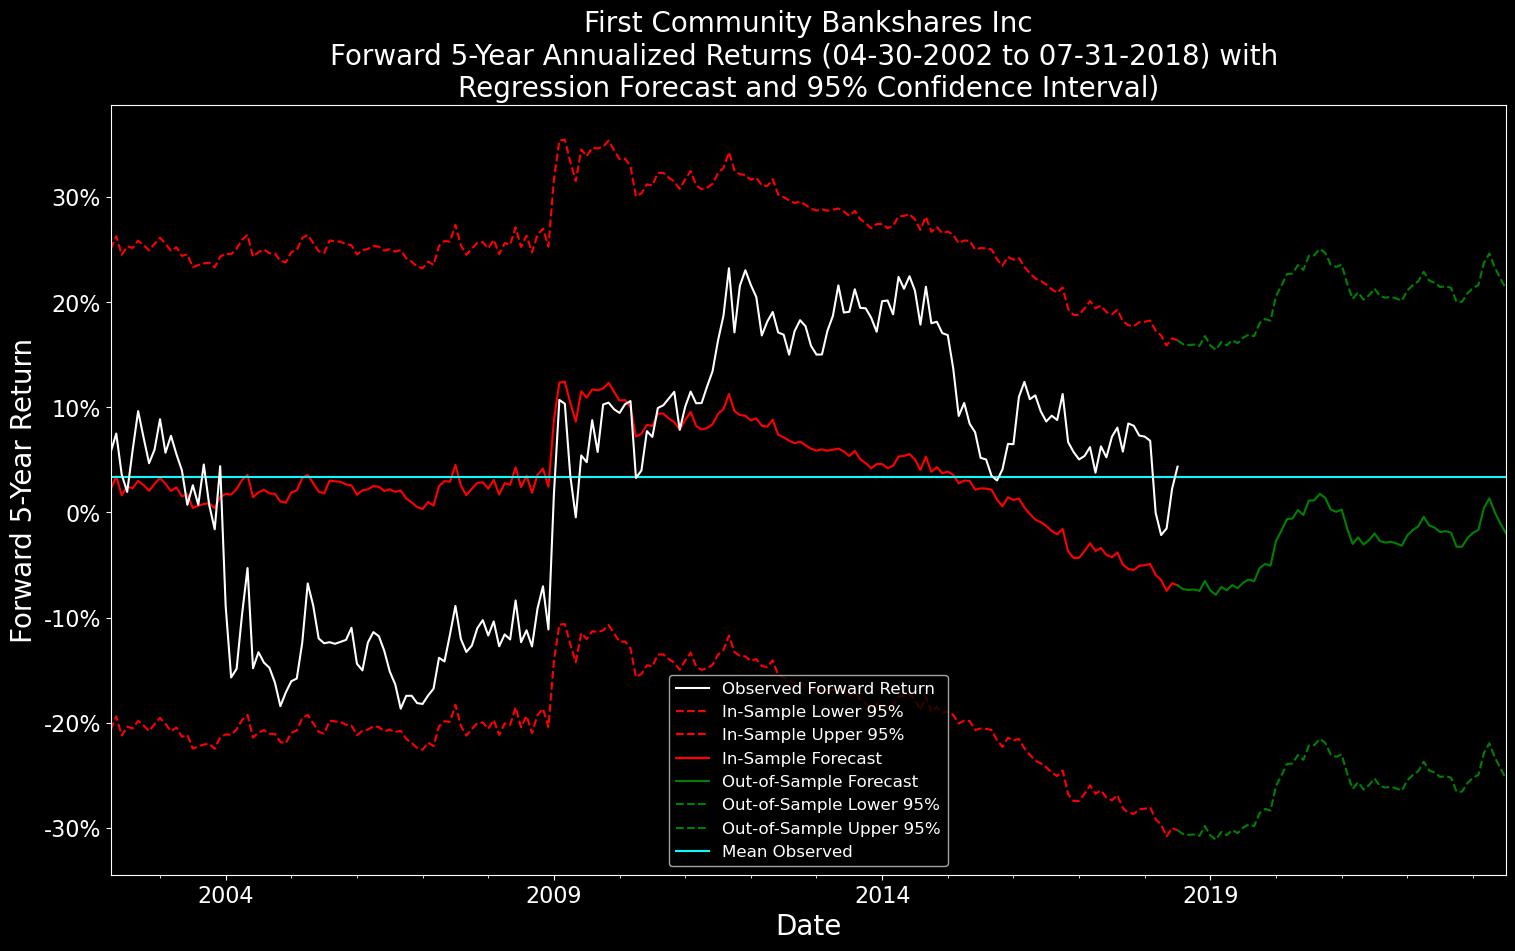 First Community Bankshares Inc
Forward 5-Year Annualized Returns (04-30-2002 to 07-31-2018) with
Regression Forecast and 95% Confidence Interval)
Forward 5-Year Return
30%
20%
10%
0%
-10%
-20%
-30%
Observed Forward Return
In-Sample Lower 95%
In-Sample Upper 95%
In-Sample Forecast
Out-of-Sample Forecast
Out-of-Sample Lower 95%
Out-of-Sample Upper 95%
Mean Observed
2004 2009 2014 2019
Date